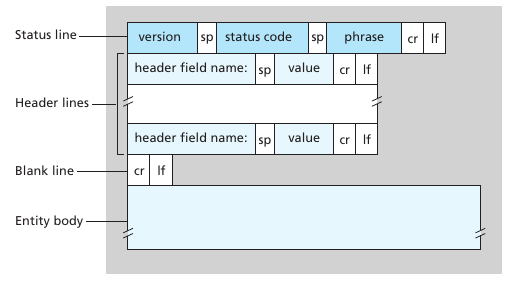 Status line version sp status code sp phrase cr lf
header field name: sp value cr lf
Header lines
header field name: sp value cr lf
Blank line cr lf
Entity body